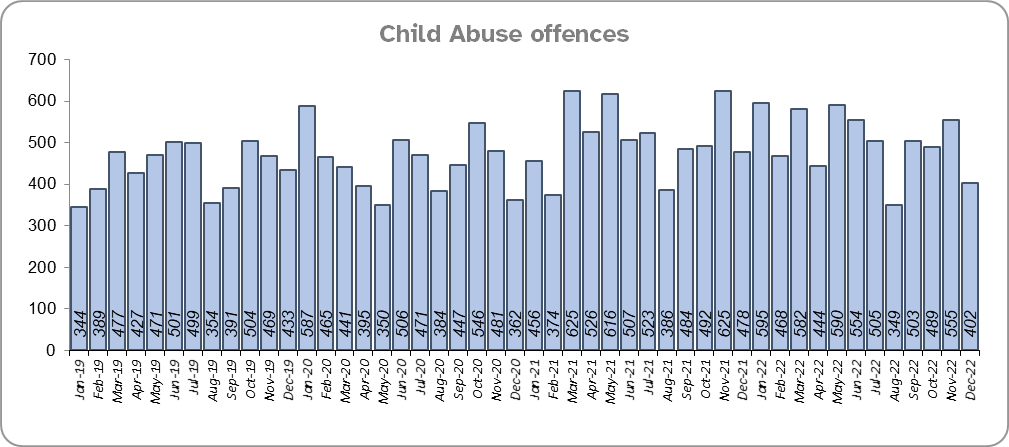 Child Abuse offences
700
600
500
400
300
200
100
0
344 389 477 427 471 501 499 354 391 504 469 433 587 465 441 395 350 506 471 384 447 546 481 362 456 374 625 526 616 507 523 386 484 492 625 478 595 468 582 444 590 554 505 349 503 489 555 402
Jan-19 Feb-19 Mar-19 Apr-19 May-19 Jun-19 Jul-19 Aug-19 Sep-19 Oct-19 Nov-19 Dec-19 Jan-20 Feb-20 Mar-20 Apr-20 May-20 Jun-20 Jul-20 Aug-20 Sep-20 Oct-20 Nov-20 Dec-20 Jan-21 Feb-21 Mar-21 Apr-21 May-21 Jun-21 Jul-21 Aug-21 Sep-21 Oct-21 Nov-21 Dec-21 Jan-22 Feb-22 Mar-22 Apr-22 May-22 Jun-22 Jul-22 Aug-22 Sep-22 Oct-22 Nov-22 Dec-22